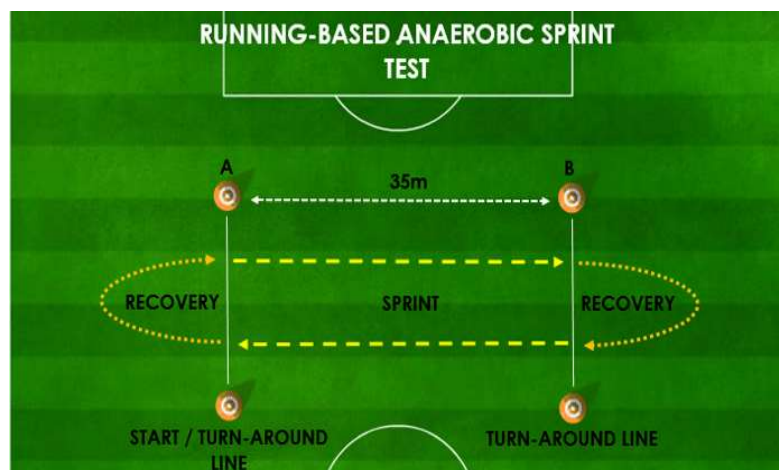 RUNNING-BASED ANAEROBIC SPRINT
TEST
A
B
35m
RECOVERY
SPRINT
RECOVERY
START / TURN-AROUND
LINE
TURN-AROUND LINE